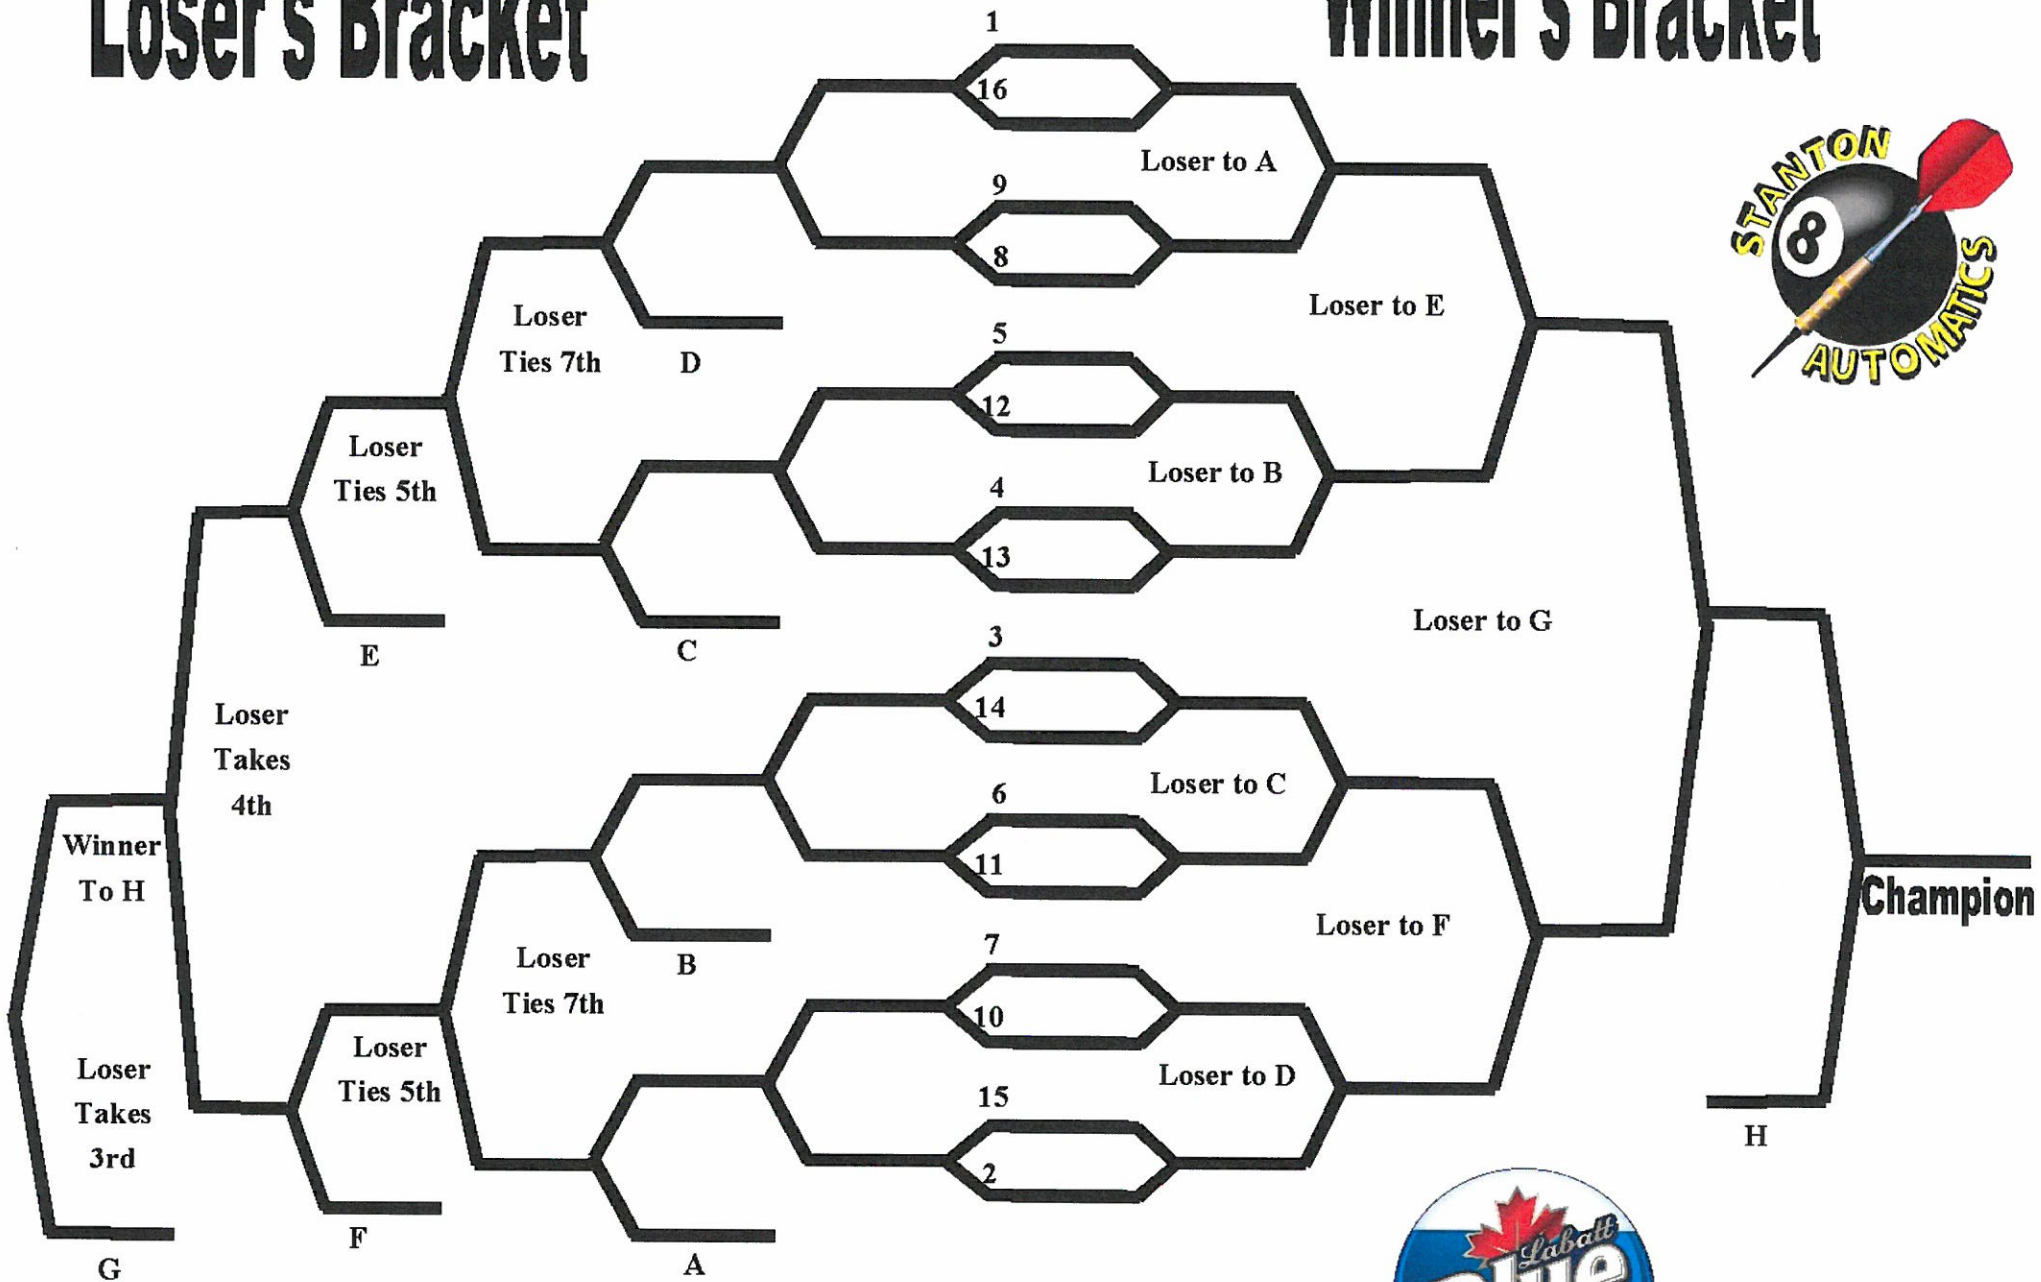 Loser's Bracket
Winner's Bracket
1
16
Loser to A
9
8
Loser to E
5
12
Loser to B
4
13
Loser to G
3
14
Loser to C
6
11
Loser to F
7
10
Loser to D
15
2
Loser
Ties 7th
D
Loser
Ties 5th
E
C
Loser
Takes
4th
Winner
To H
B
Loser
Ties 7th
Loser
Ties 5th
Loser
Takes
3rd
G
F
A
Champion
H
STANTON
8
AUTOMATICS
Labatt
Blue